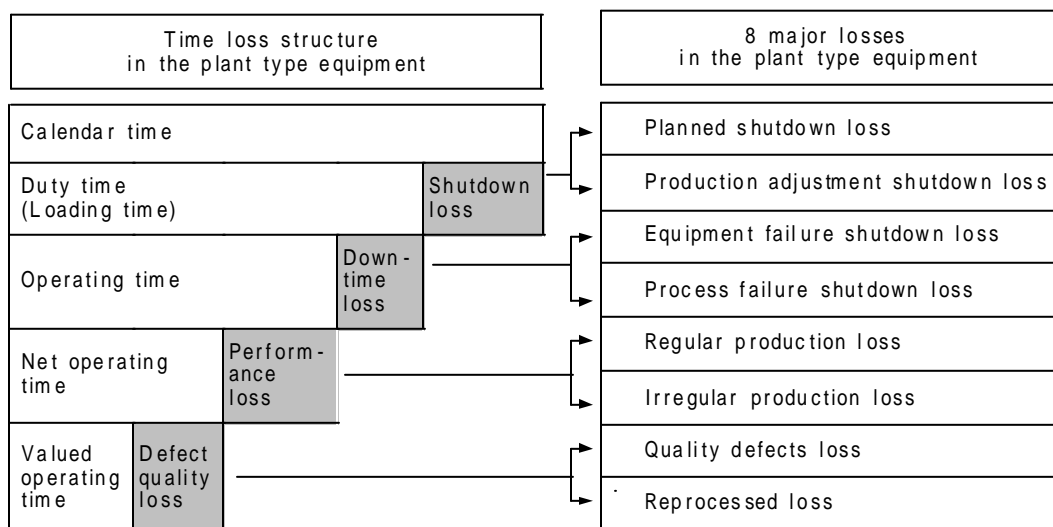 Time loss structure
in the plant type equipment
8 major losses
in the plant type equipment
Calendar time
Duty time
(Loading time)
Shutdown
loss
Operating time
Down-
time
loss
Net operating
time
Perform-
ance
loss
Valued
operating
time
Defect
quality
loss
Planned shutdown loss
Production adjustment shutdown loss
Equipment failure shutdown loss
Process failure shutdown loss
Regular production loss
Irregular production loss
Quality defects loss
Reprocessed loss